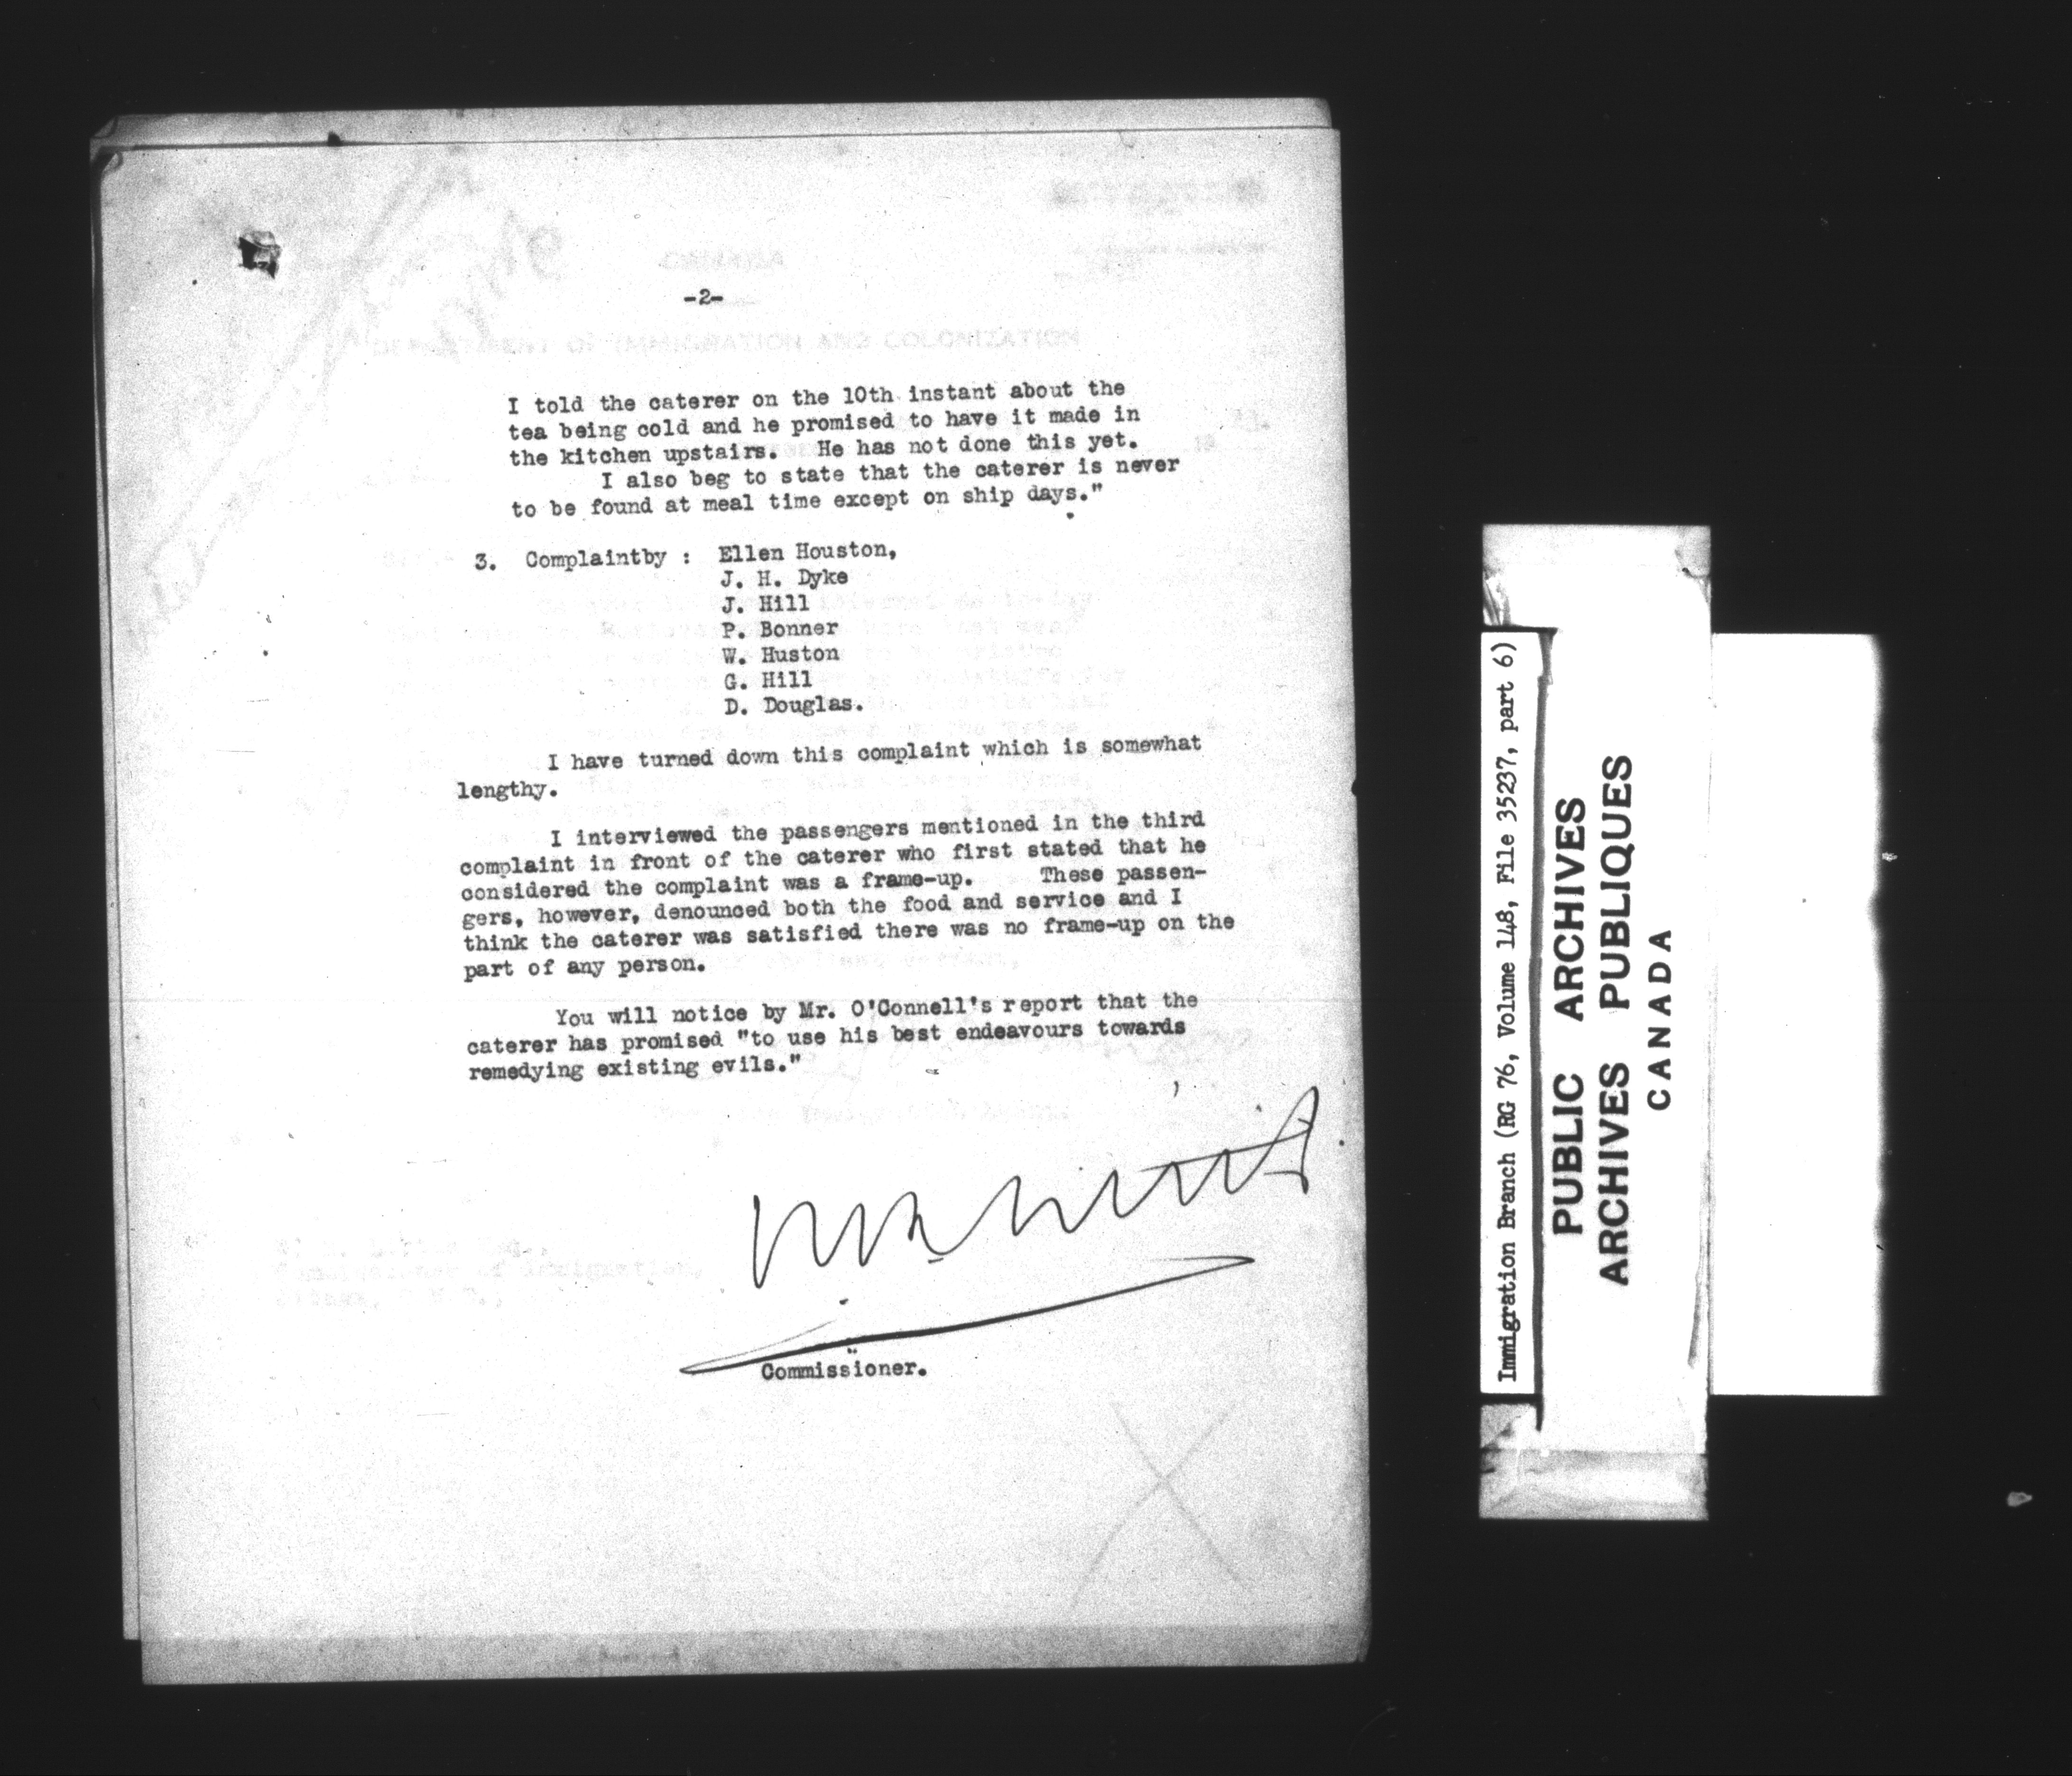 -2-
DEPARTMENT OF IMMIGRATION AND COLONIZATION
I told the caterer on the 10th instant about the
tea being cold and he promised to have it made in
the kitchen upstairs. He has not done this yet.
I also beg to state that the caterer is never
to be found at meal time except on ship days."
3. Complaintby : Ellen Houston,
J. H. Dyke
J. Hill
P. Bonner
W. Huston
G. Hill
D. Douglas.
I have turned down this complaint which is somewhat
lengthy.
I interviewed the passengers mentioned in the third
complaint in front of the caterer who first stated that he
considered the complaint was a frame-up. These passen-
gers, however, denounced both the food and service and I
think the caterer was satisfied there was no frame-up on the
part of any person.
You will notice by Mr. O'Connell's report that the
caterer has promised "to use his best endeavours towards
remedying existing evils."
Commissioner.
Immigration Branch (RG 76, Volume 148, File 35237, part 6)
PUBLIC ARCHIVES
ARCHIVES PUBLIQUES
CANADA